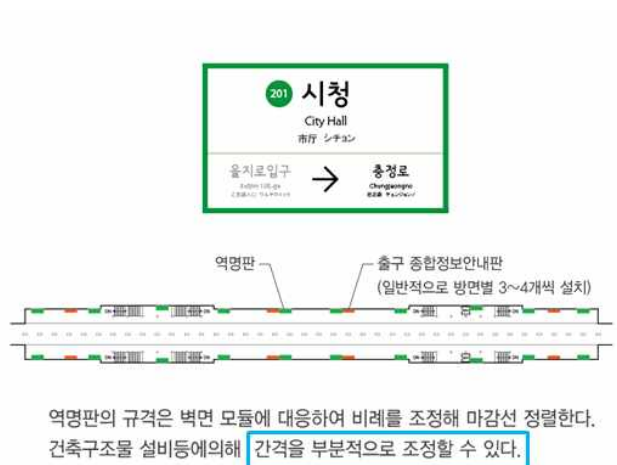 201 시청
City Hall
市庁 シチョン
을지로입구
충정로
Chungjeongno
역명판
출구 종합정보안내판
(일반적으로 방면별 3~4개씩 설치)
역명판의 규격은 벽면 모듈에 대응하여 비례를 조정해 마감선 정렬한다.
건축구조물 설비등에의해 간격을 부분적으로 조정할 수 있다.